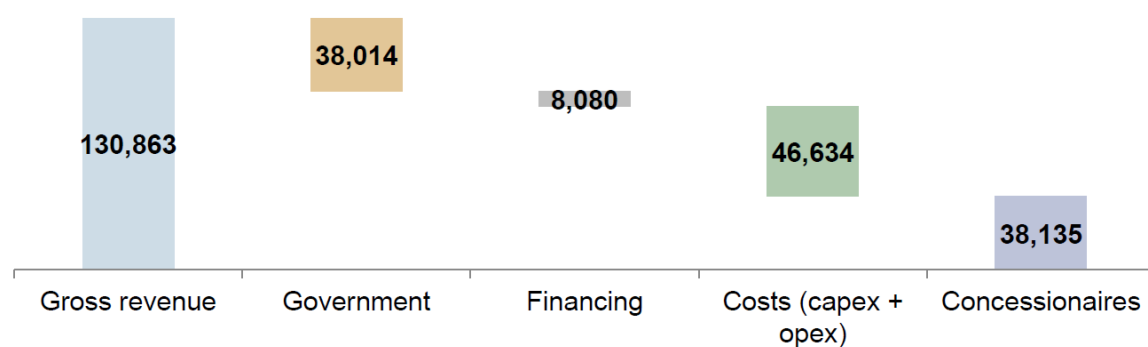 130,863
38,014
8,080
46,634
38,135
Gross revenue
Government
Financing
Costs (capex +
opex)
Concessionaires